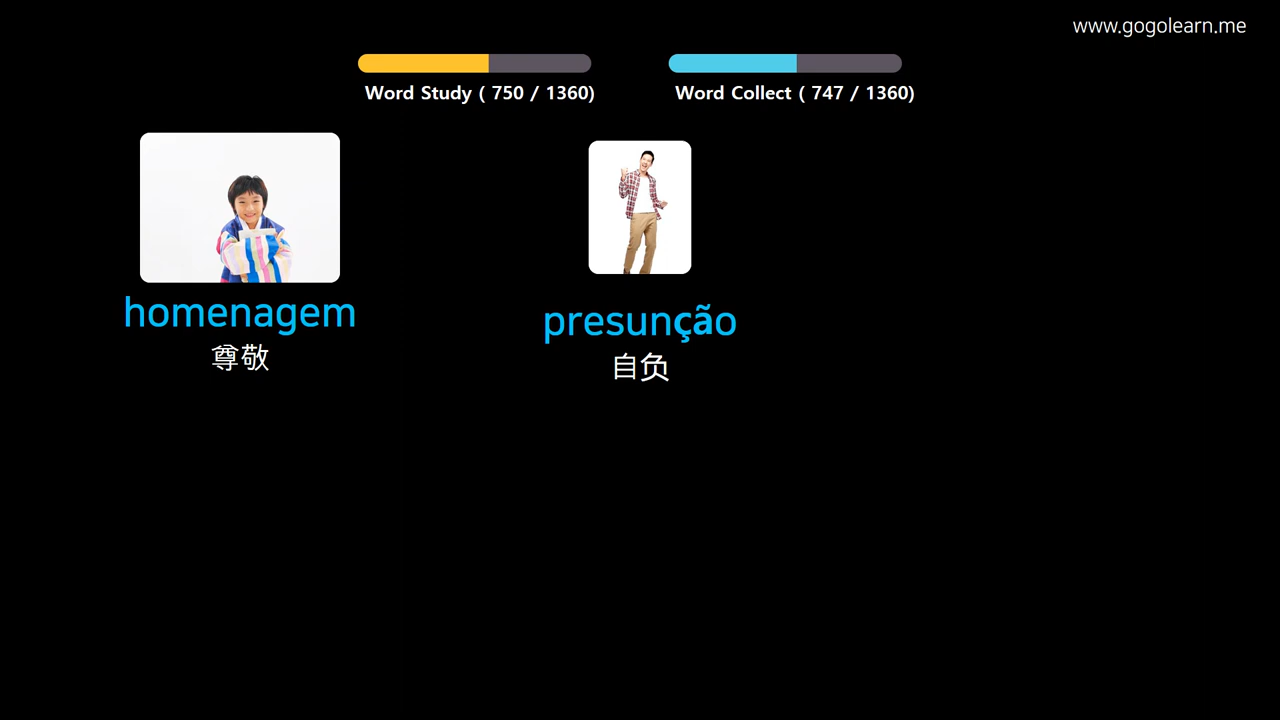 www.gogolearn.me
Word Study ( 750 / 1360)
Word Collect ( 747 / 1360)
homenagem
尊敬
presunção
自负